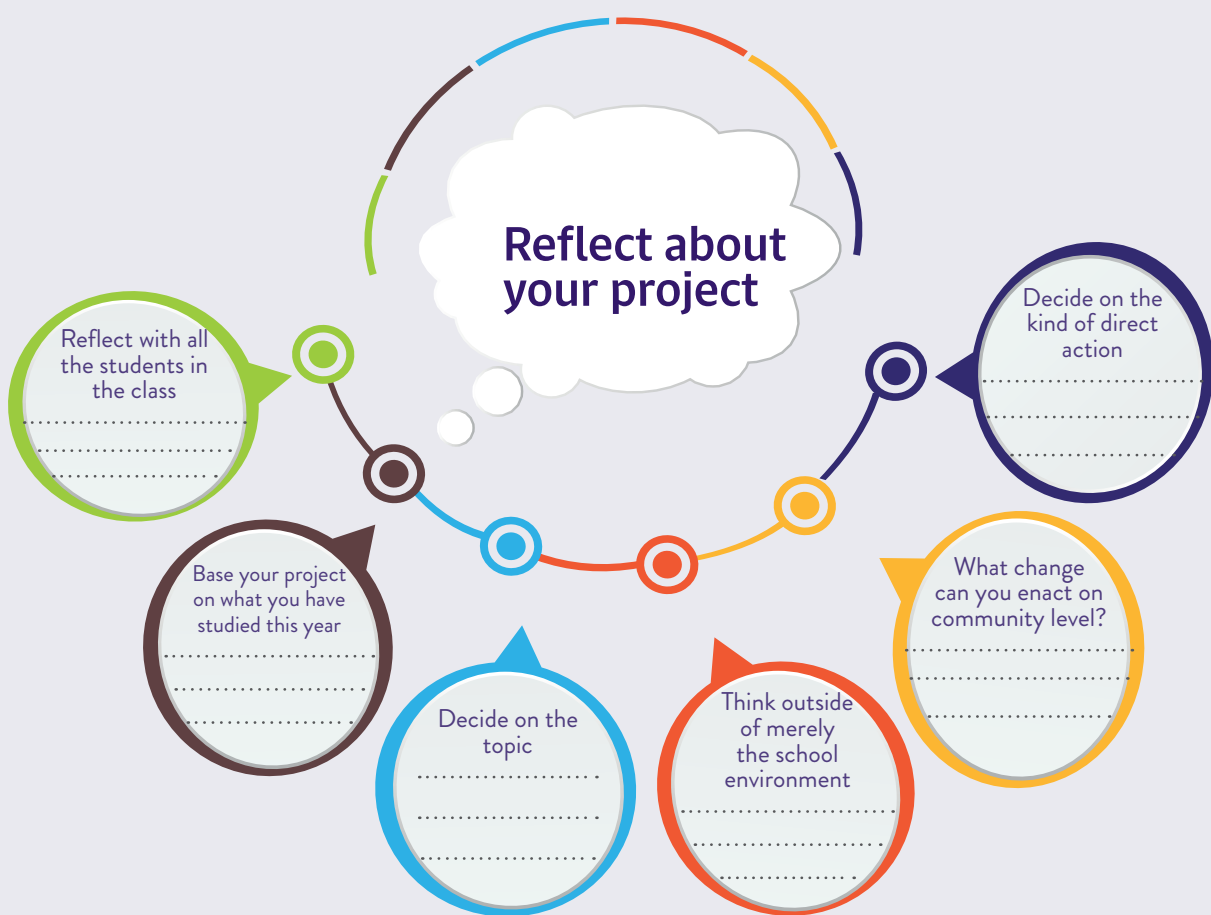 Reflect about
your project
Reflect with all
the students in
the class
Base your project
on what you have
studied this year
Decide on the
topic
Think outside
of merely
the school
environment
What change
can you enact on
community level?
Decide on the
kind of direct
action